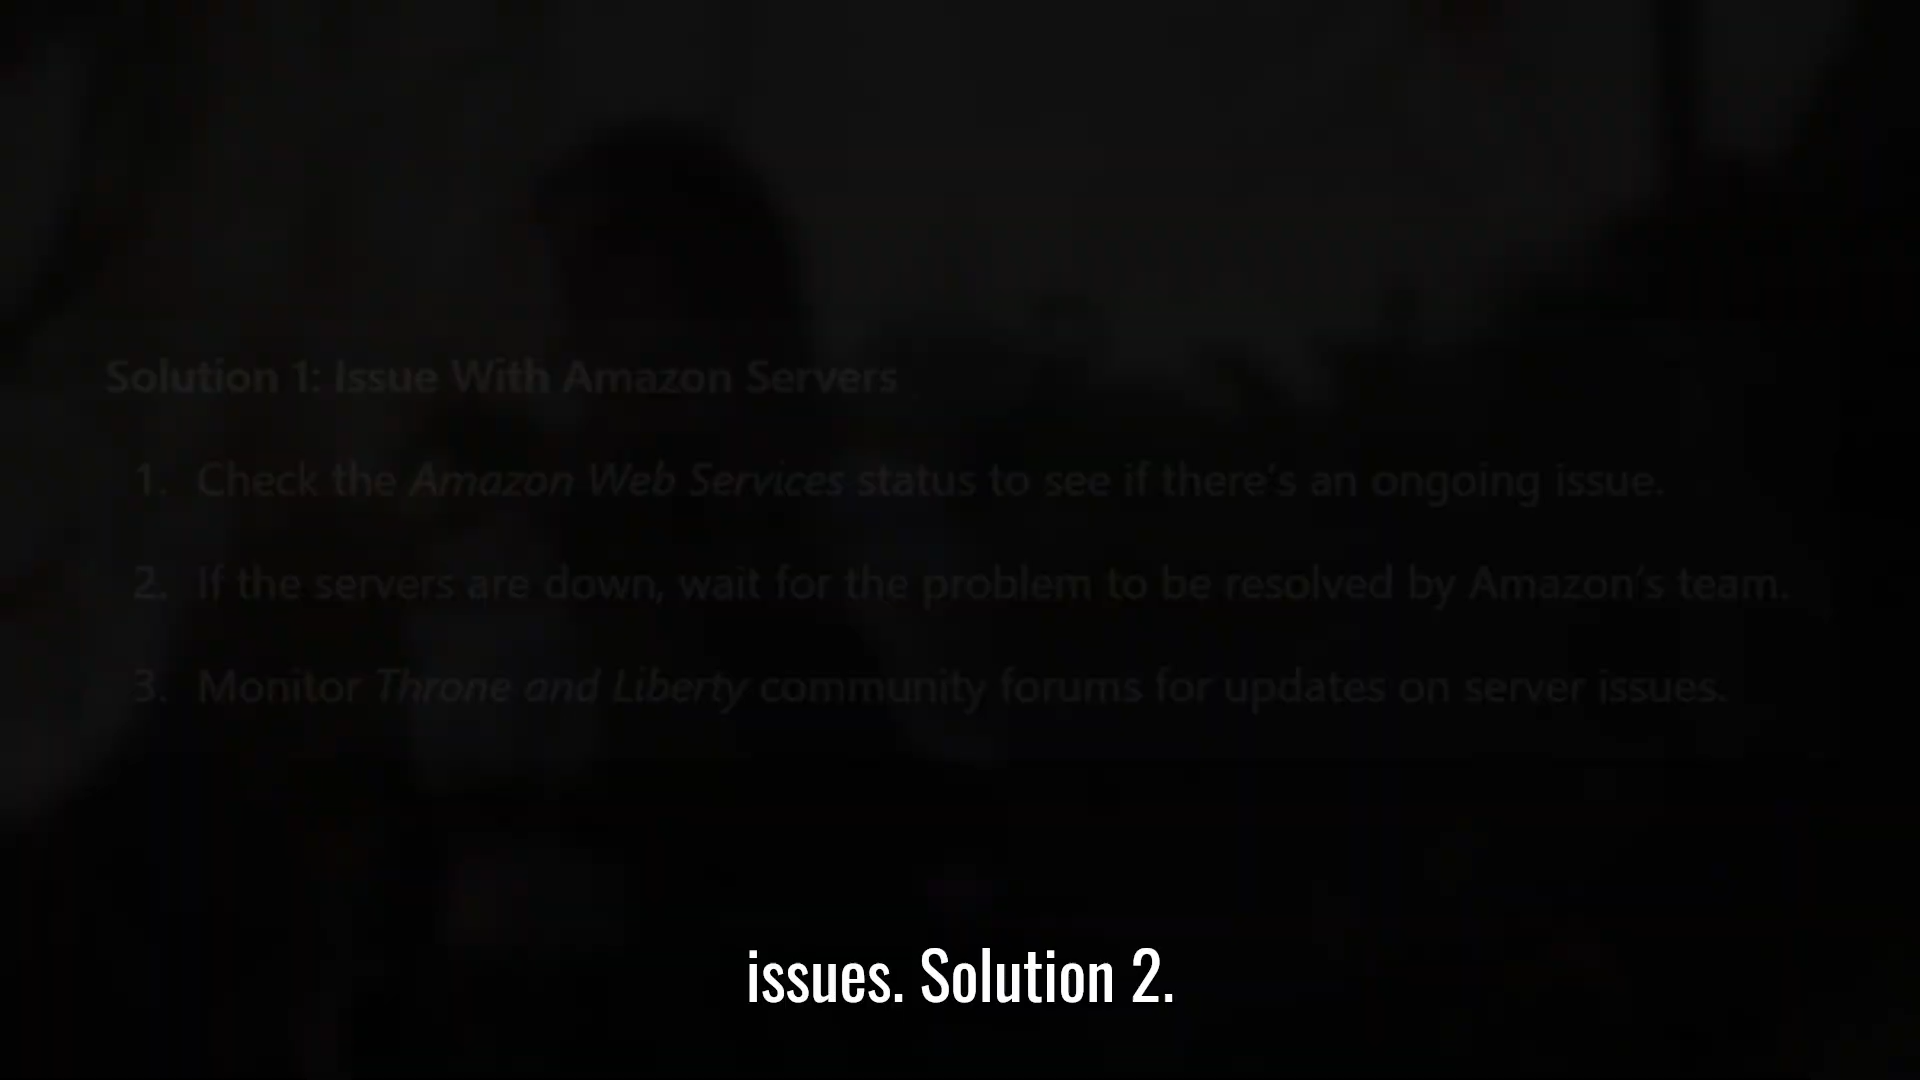 Solution 1: Issue With Amazon Servers
1. Check the Amazon Web Services status to see if there's an ongoing issue.
2. If the servers are down, wait for the problem to be resolved by Amazon's team.
3. Monitor Throne and Liberty community forums for updates on server issues.
issues. Solution 2.